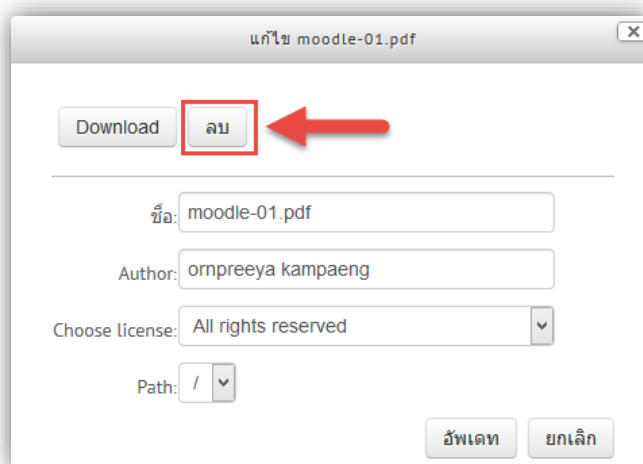 แก้ไข moodle-01.pdf
Download ลบ
ชื่อ: moodle-01.pdf
Author: ornpreeya kampaeng
Choose license: All rights reserved
Path: /
อัพเดท ยกเลิก